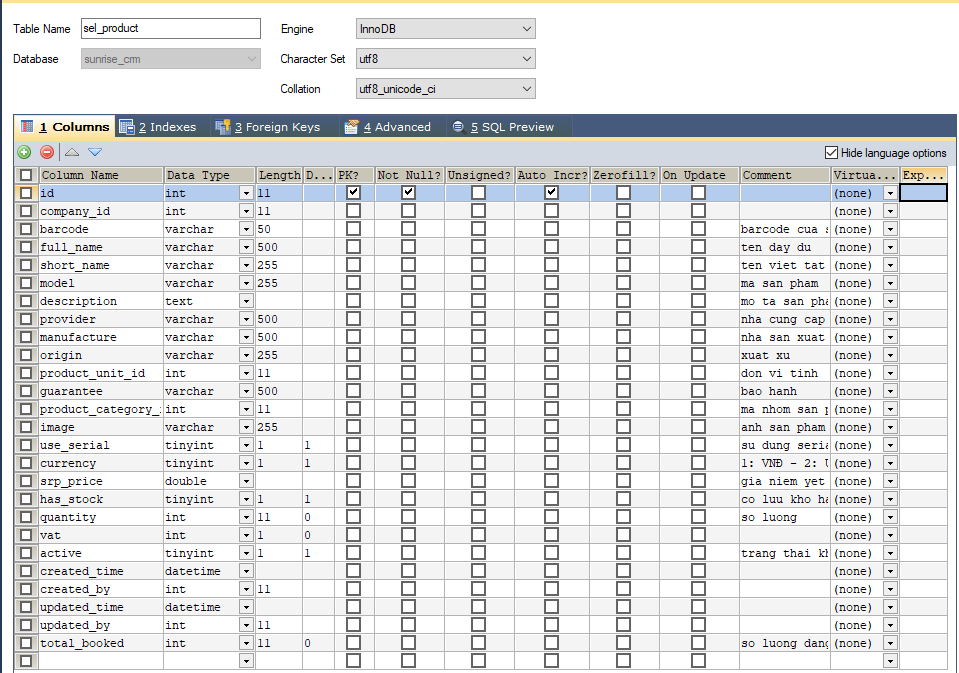 Table Name sel_product Engine InnoDB
Database sunrise_crm Character Set utf8
Collation utf8_unicode_ci
1 Columns 2 Indexes 3 Foreign Keys 4 Advanced 5 SQL Preview
Hide language options
Column Name Data Type Length D... PK? Not Null? Unsigned? Auto Incr? Zerofill? On Update Comment Virtua... Exp...
id int 11 (none)
company_id int 11 (none)
barcode varchar 50 barcode cua s (none)
full_name varchar 500 ten day du (none)
short_name varchar 255 ten viet tat (none)
model varchar 255 ma san pham (none)
description text mo ta san pha (none)
provider varchar 500 nha cung cap (none)
manufacture varchar 500 nha san xuat (none)
origin varchar 255 xuat xu (none)
product_unit_id int 11 don vi tinh (none)
guarantee varchar 500 bao hanh (none)
product_category_ int 11 ma nhom san p (none)
image varchar 255 anh san pham (none)
use_serial tinyint 1 1 su dung seria (none)
currency tinyint 1 1 1: VNĐ - 2: U (none)
srp_price double gia niem yet (none)
has_stock tinyint 1 1 co luu kho ha (none)
quantity int 11 0 so luong (none)
vat int 1 0 (none)
active tinyint 1 1 trang thai kh (none)
created_time datetime (none)
created_by int 11 (none)
updated_time datetime (none)
updated_by int 11 (none)
total_booked int 11 0 so luong dang (none)